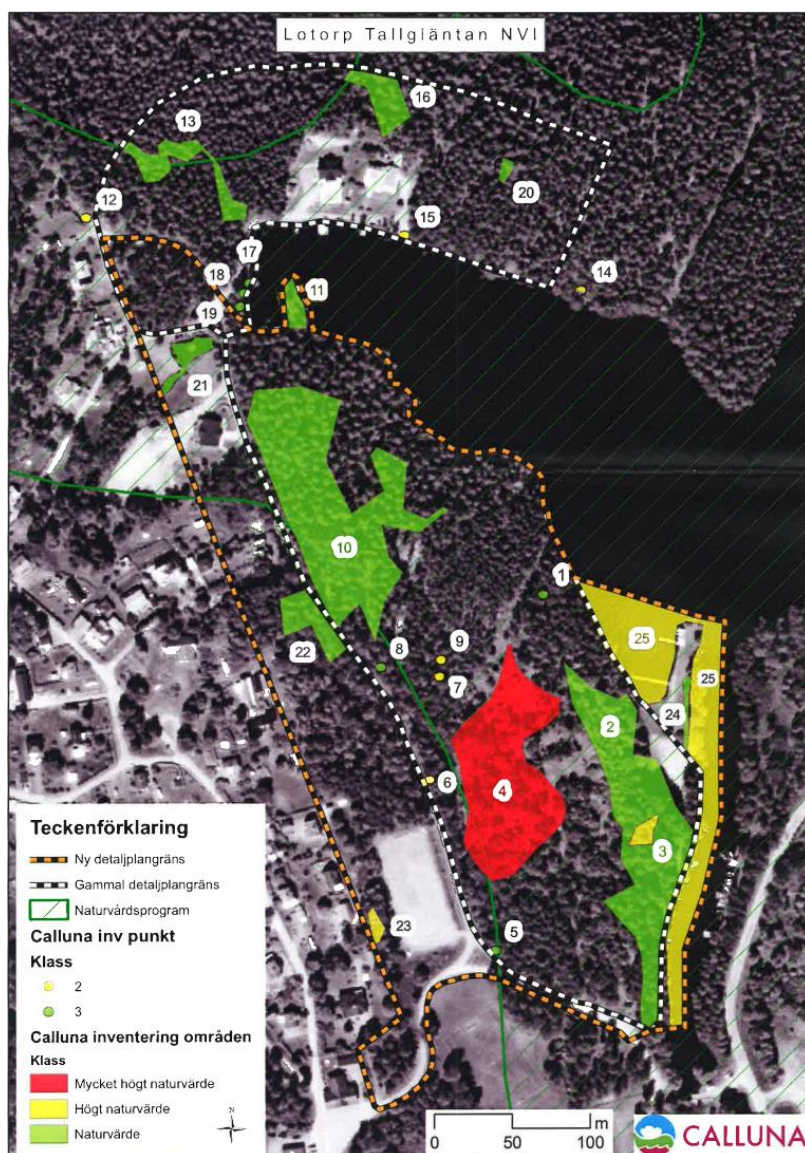 Lotorp Tallgläntan NVI
16
13
20
12
15
17
14
18
11
19
21
10
1
9
25
8
22
7
25
24
2
6
4
3
23
5
Teckenförklaring
Ny detaljplangräns
Gammal detaljplangräns
Naturvårdsprogram
Calluna inv punkt
Klass
2
3
Calluna inventering områden
Klass
Mycket högt naturvärde
Högt naturvärde
Naturvärde
N
m
0 50 100
CALLUNA